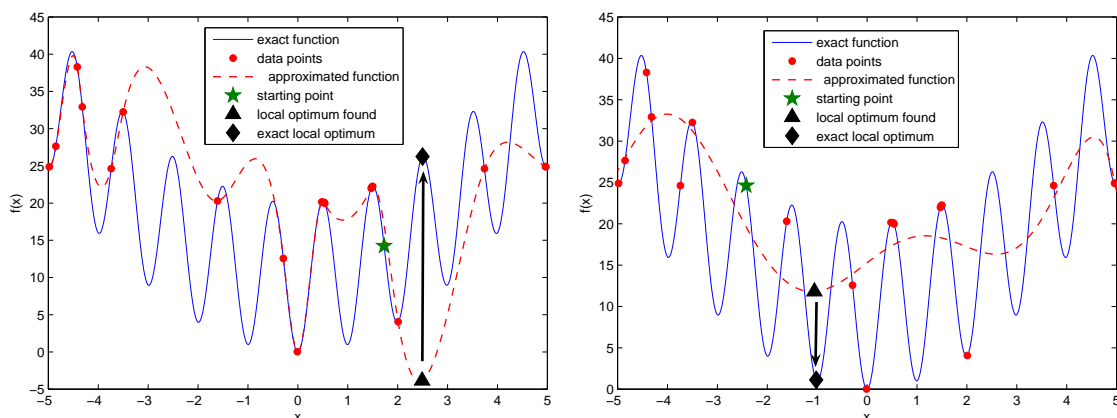 45
40
35
30
25
20
15
10
5
0
−5
f(x)
−5 −4 −3 −2 −1 0 1 2 3 4 5
x
exact function
data points
approximated function
starting point
local optimum found
exact local optimum
45
40
35
30
25
20
15
10
5
0
f(x)
−5 −4 −3 −2 −1 0 1 2 3 4 5
x
exact function
data points
approximated function
starting point
local optimum found
exact local optimum